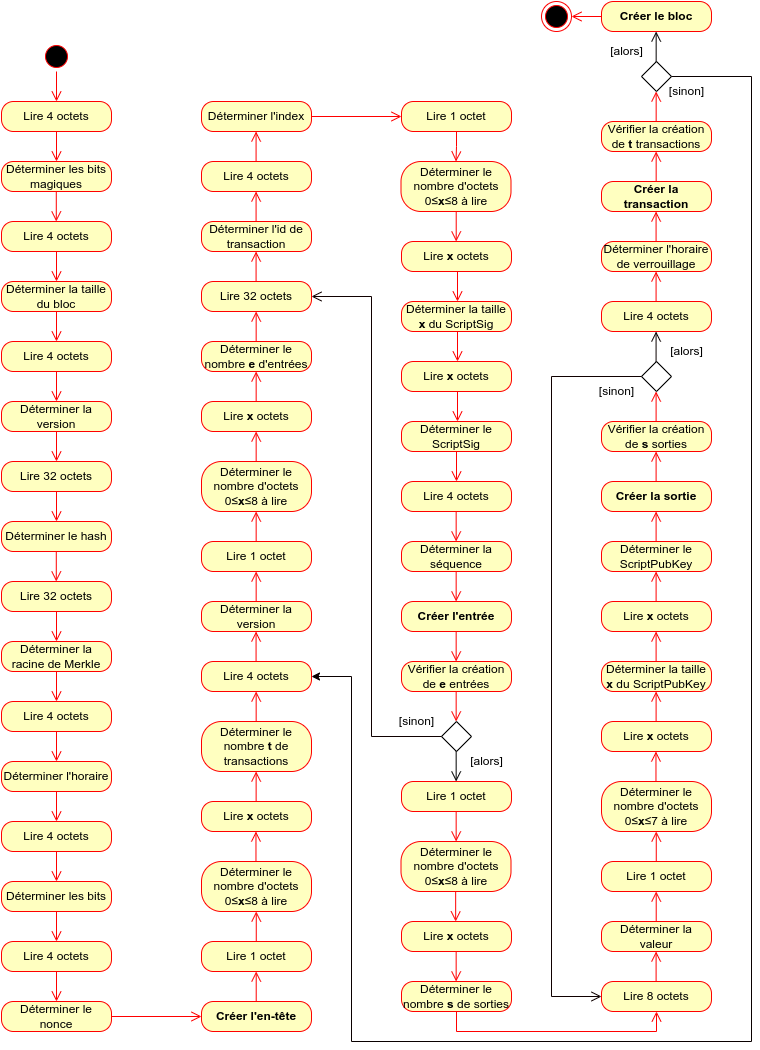 Lire 4 octets
Déterminer les bits
magiques
Lire 4 octets
Déterminer la taille
du bloc
Lire 4 octets
Déterminer la
version
Lire 32 octets
Déterminer le hash
Lire 32 octets
Déterminer la
racine de Merkle
Lire 4 octets
Déterminer l'horaire
Lire 4 octets
Déterminer les bits
Lire 4 octets
Déterminer le
nonce
Créer l'en-tête
Lire 1 octet
Déterminer le
nombre d'octets
0≤x≤8 à lire
Lire x octets
Déterminer le
nombre t de
transactions
Lire 4 octets
Déterminer la
version
Lire 1 octet
Déterminer le
nombre d'octets
0≤x≤8 à lire
Lire x octets
Déterminer le
nombre e d'entrées
Lire 32 octets
Déterminer l'id de
transaction
Lire 4 octets
Déterminer l'index
Lire 1 octet
Déterminer le
nombre d'octets
0≤x≤8 à lire
Lire x octets
Déterminer la taille
x du ScriptSig
Lire x octets
Déterminer le
ScriptSig
Lire 4 octets
Déterminer la
séquence
Créer l'entrée
Vérifier la création
de e entrées
[sinon]
[alors]
Lire 1 octet
Déterminer le
nombre d'octets
0≤x≤8 à lire
Lire x octets
Déterminer le
nombre s de sorties
Lire 8 octets
Déterminer la
valeur
Lire 1 octet
Déterminer le
nombre d'octets
0≤x≤7 à lire
Lire x octets
Déterminer la taille
x du ScriptPubKey
Lire x octets
Déterminer le
ScriptPubKey
Créer la sortie
Vérifier la création
de s sorties
[sinon]
[alors]
Lire 4 octets
Déterminer l'horaire
de verrouillage
Créer la
transaction
Vérifier la création
de t transactions
[sinon]
[alors]
Créer le bloc